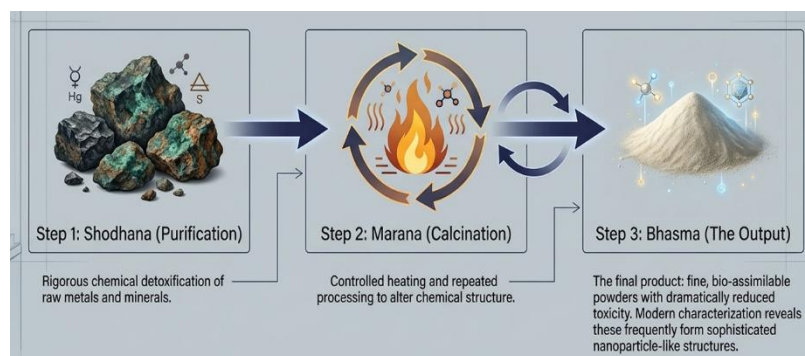 Hg
S
Step 1: Shodhana (Purification)
Step 2: Marana (Calcination)
Step 3: Bhasma (The Output)
Rigorous chemical detoxification of
raw metals and minerals.
Controlled heating and repeated
processing to alter chemical structure.
The final product: fine, bio-assimilable
powders with dramatically reduced
toxicity. Modern characterization reveals
these frequently form sophisticated
nanoparticle-like structures.